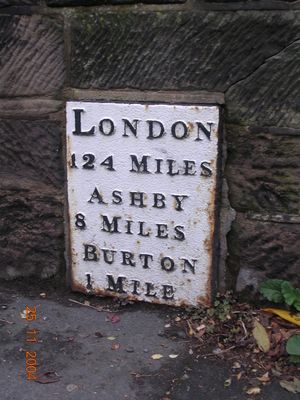 LONDON
124 MILES
ASHBY
8 MILES
BURTON
1 MILE
25 11 2004